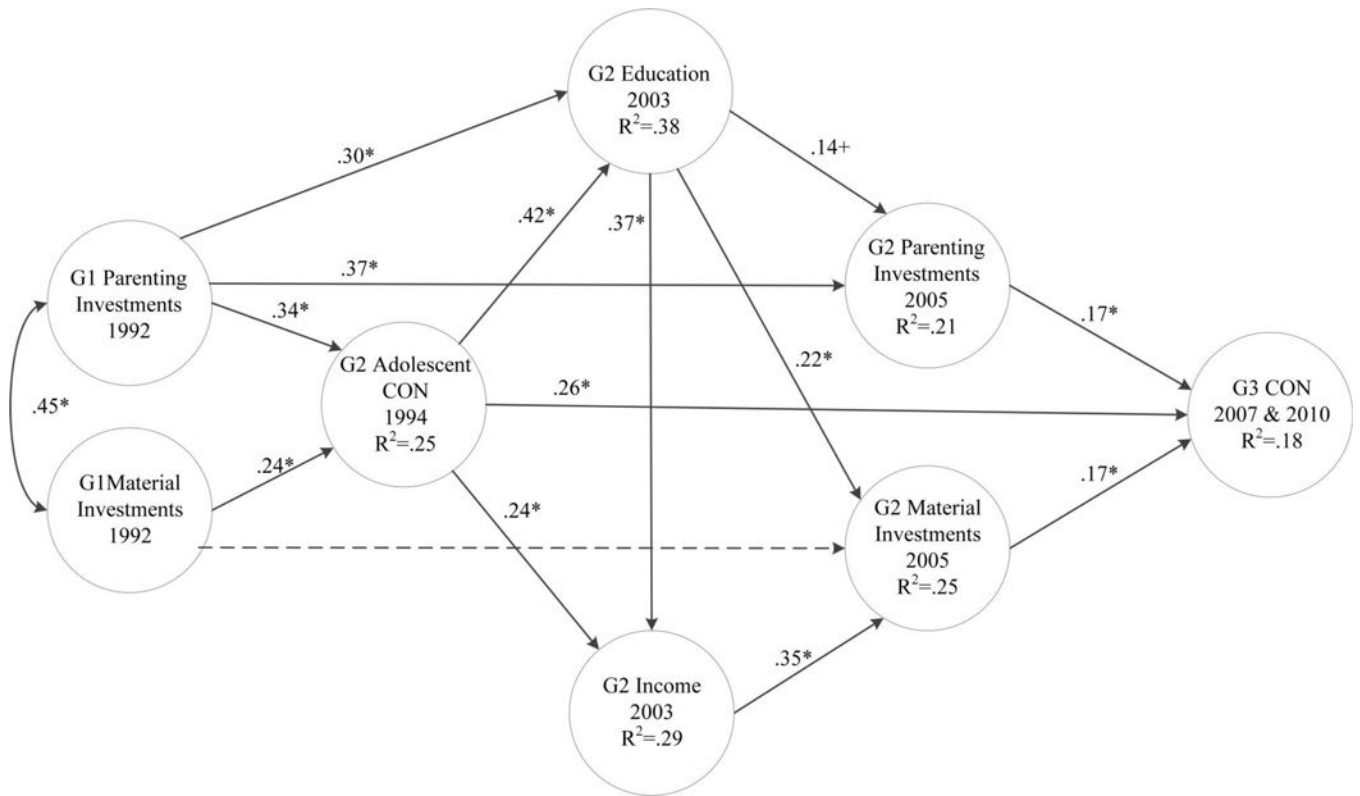 G2 Education
2003
R²=.38
.30*
.14+
.42*
.37*
G1 Parenting
Investments
1992
.37*
G2 Parenting
Investments
2005
R²=.21
.34*
.17*
G2 Adolescent
CON
1994
R²=.25
.22*
.26*
G3 CON
2007 & 2010
R²=.18
.45*
G1Material
Investments
1992
.24*
.24*
G2 Material
Investments
2005
R²=.25
.17*
G2 Income
2003
R²=.29
.35*